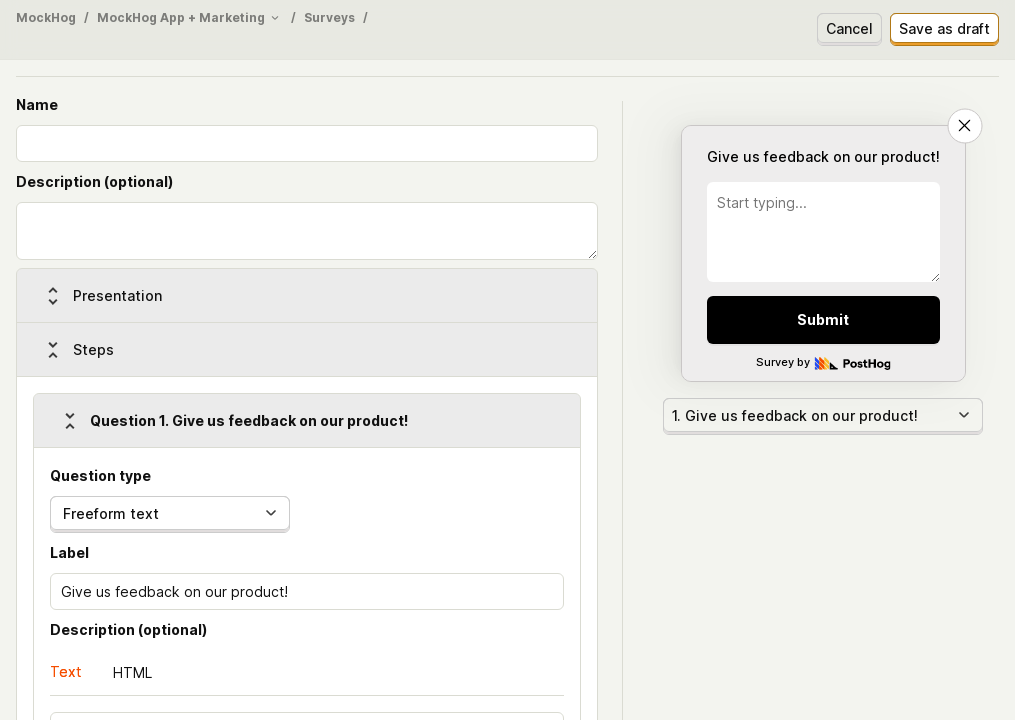 MockHog / MockHog App + Marketing / Surveys /
Cancel
Save as draft
Name
Description (optional)
Presentation
Steps
Question 1. Give us feedback on our product!
Question type
Freeform text
Label
Give us feedback on our product!
Description (optional)
Text
HTML
Give us feedback on our product!
Start typing...
Submit
Survey by PostHog
1. Give us feedback on our product!